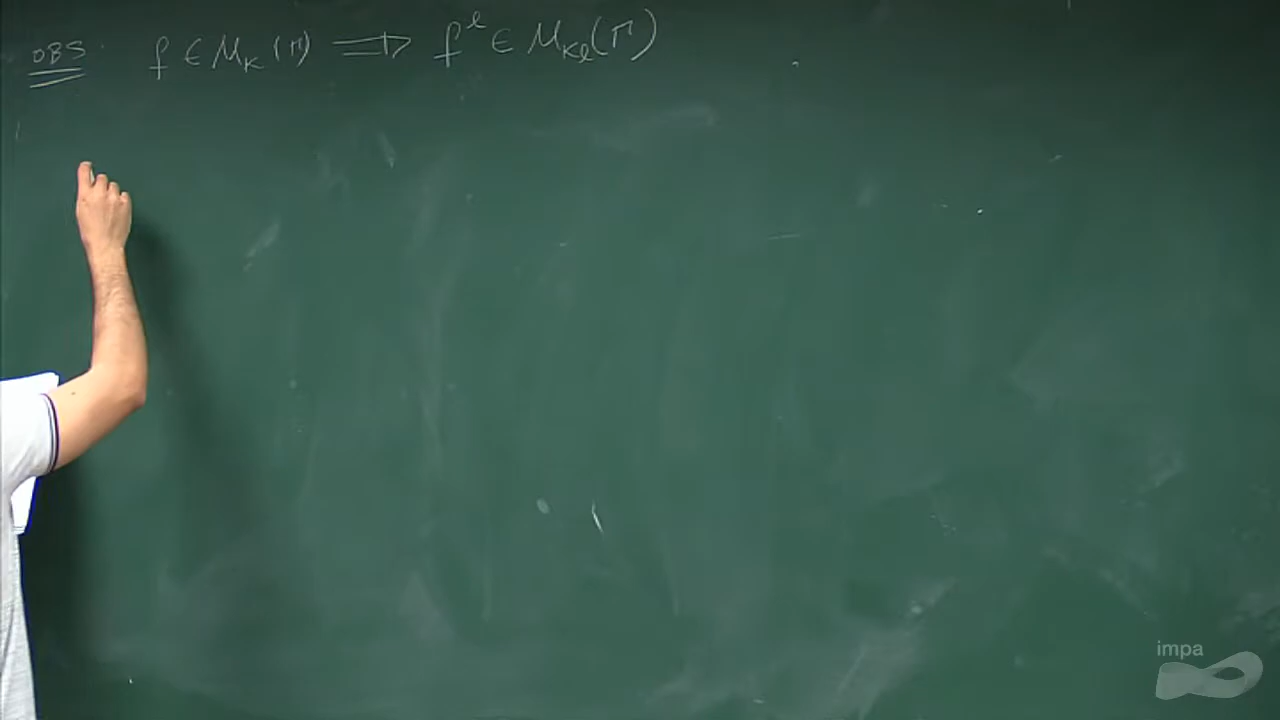 OBS: f ∈ M_K(Γ) ⟹ f^ℓ ∈ M_{Kℓ}(Γ)
impa